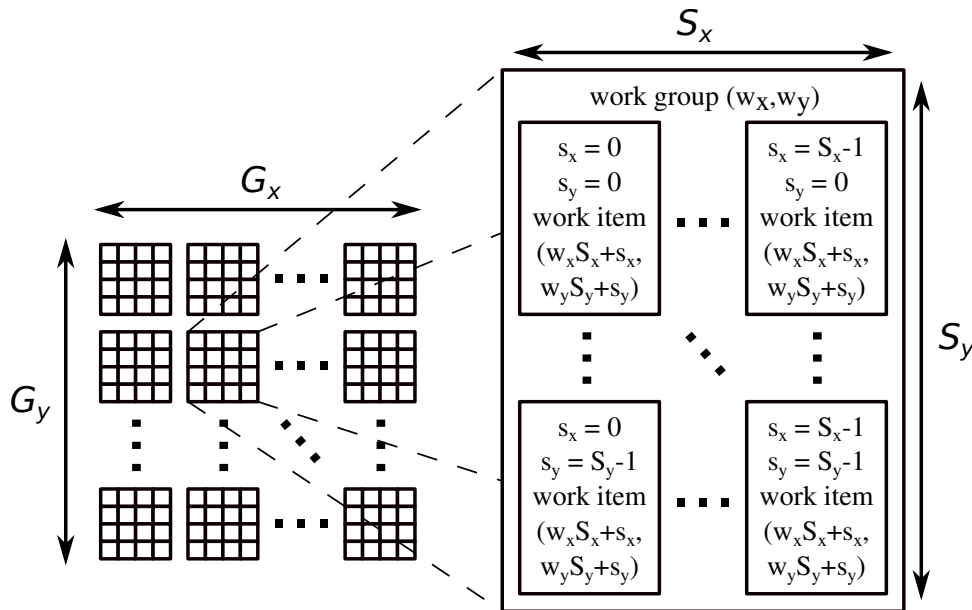 S_x
work group (w_x,w_y)
G_x
s_x = 0
s_y = 0
work item
(w_xS_x+s_x,
w_yS_y+s_y)
s_x = S_x-1
s_y = 0
work item
(w_xS_x+s_x,
w_yS_y+s_y)
G_y
S_y
s_x = 0
s_y = S_y-1
work item
(w_xS_x+s_x,
w_yS_y+s_y)
s_x = S_x-1
s_y = S_y-1
work item
(w_xS_x+s_x,
w_yS_y+s_y)